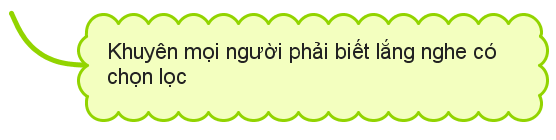 Khuyên mọi người phải biết lắng nghe có
chọn lọc